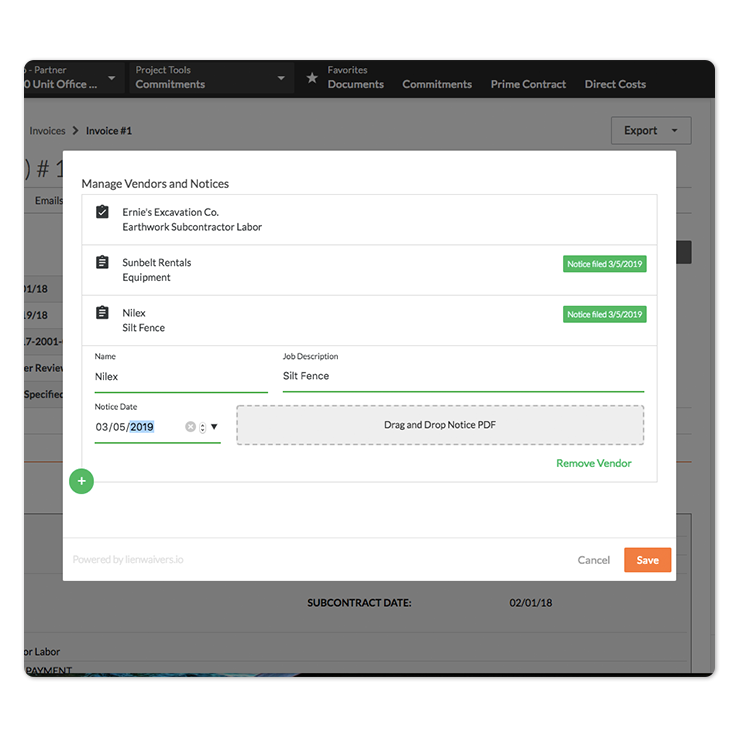 - Partner
Project Tools
Favorites
0 Unit Office ...
Commitments
Documents
Commitments
Prime Contract
Direct Costs
Invoices
Invoice #1
Export
) # 1
Emails
Manage Vendors and Notices
Ernie's Excavation Co.
Earthwork Subcontractor Labor
Sunbelt Rentals
Equipment
Notice filed 3/5/2019
Nilex
Silt Fence
Notice filed 3/5/2019
01/18
19/18
17-2001-
er Review
Specified
Name
Job Description
Nilex
Silt Fence
Notice Date
03/05/2019
Drag and Drop Notice PDF
Remove Vendor
+
Powered by lienwaivers.io
Cancel
Save
SUBCONTRACT DATE:
02/01/18
or Labor
PAYMENT